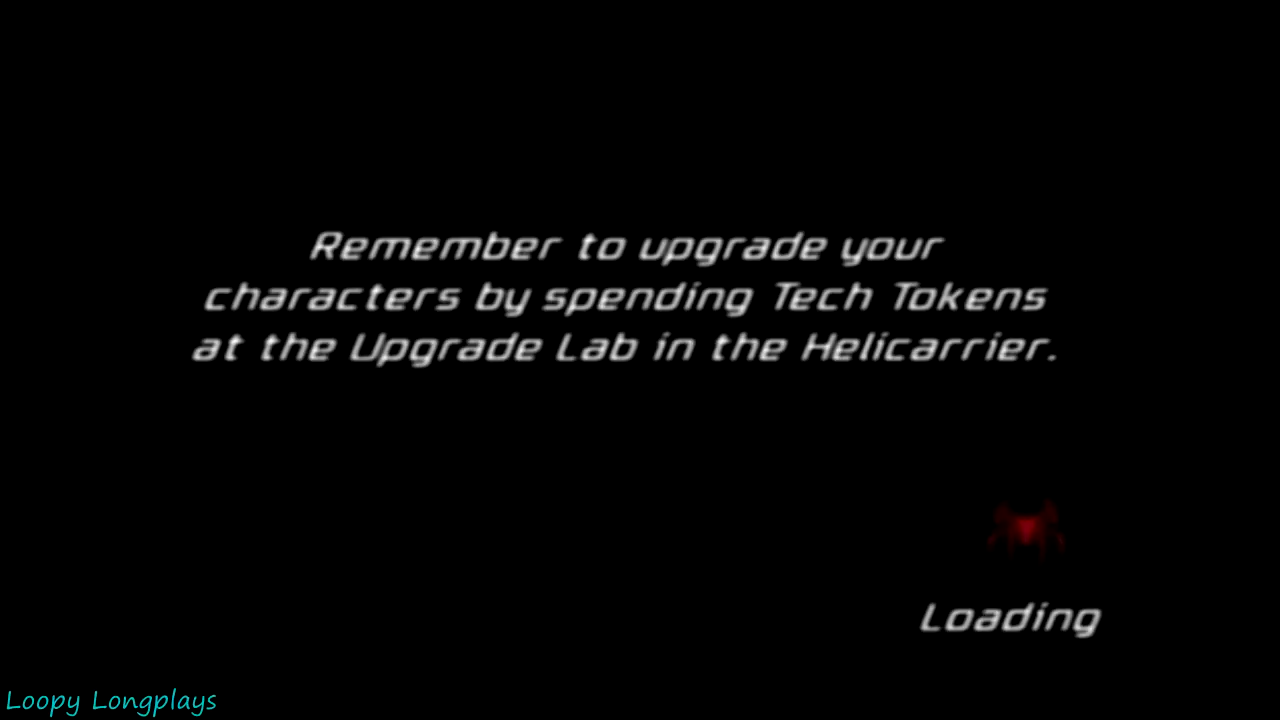 Remember to upgrade your
characters by spending Tech Tokens
at the Upgrade Lab in the Helicarrier.
Loading
Loopy Longplays